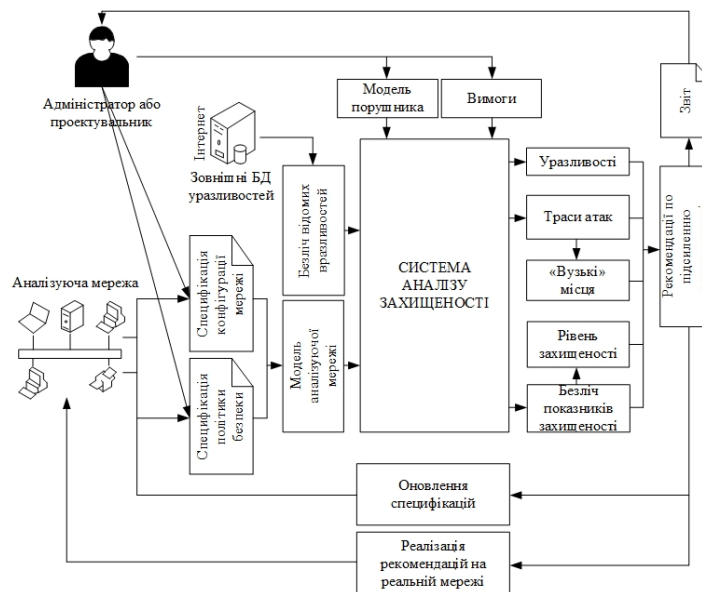 Адміністратор або
проектувальник
Модель
порушника
Вимоги
Звіт
Інтернет
Зовнішні БД
уразливостей
Безліч відомих
вразливостей
Уразливості
Траси атак
«Вузькі»
місця
Рекомендації по
підсиленню
СИСТЕМА
АНАЛІЗУ
ЗАХИЩЕНОСТІ
Аналізуюча мережа
Специфікація
конфігурації
мережі
Специфікація
політики
безпеки
Модель
аналізуючої
мережі
Рівень
захищеності
Безліч
показників
захищеності
Оновлення
специфікацій
Реалізація
рекомендацій на
реальній мережі